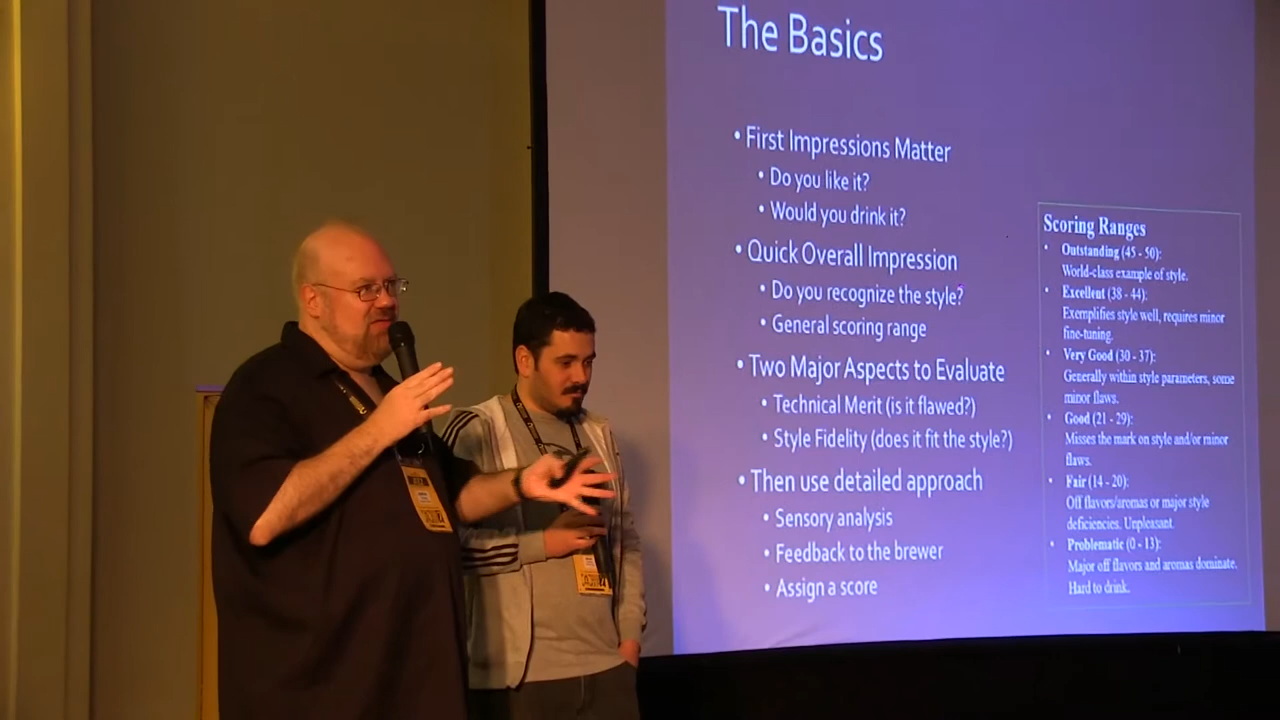 The Basics
• First Impressions Matter
• Do you like it?
• Would you drink it?
• Quick Overall Impression
• Do you recognize the style?
• General scoring range
• Two Major Aspects to Evaluate
• Technical Merit (is it flawed?)
• Style Fidelity (does it fit the style?)
• Then use detailed approach
• Sensory analysis
• Feedback to the brewer
• Assign a score
Scoring Ranges
• Outstanding (45 - 50):
World-class example of style.
• Excellent (38 - 44):
Exemplifies style well, requires minor
fine-tuning.
• Very Good (30 - 37):
Generally within style parameters, some
minor flaws.
• Good (21 - 29):
Misses the mark on style and/or minor
flaws.
• Fair (14 - 20):
Off flavors/aromas or major style
deficiencies. Unpleasant.
• Problematic (0 - 13):
Major off flavors and aromas dominate.
Hard to drink.